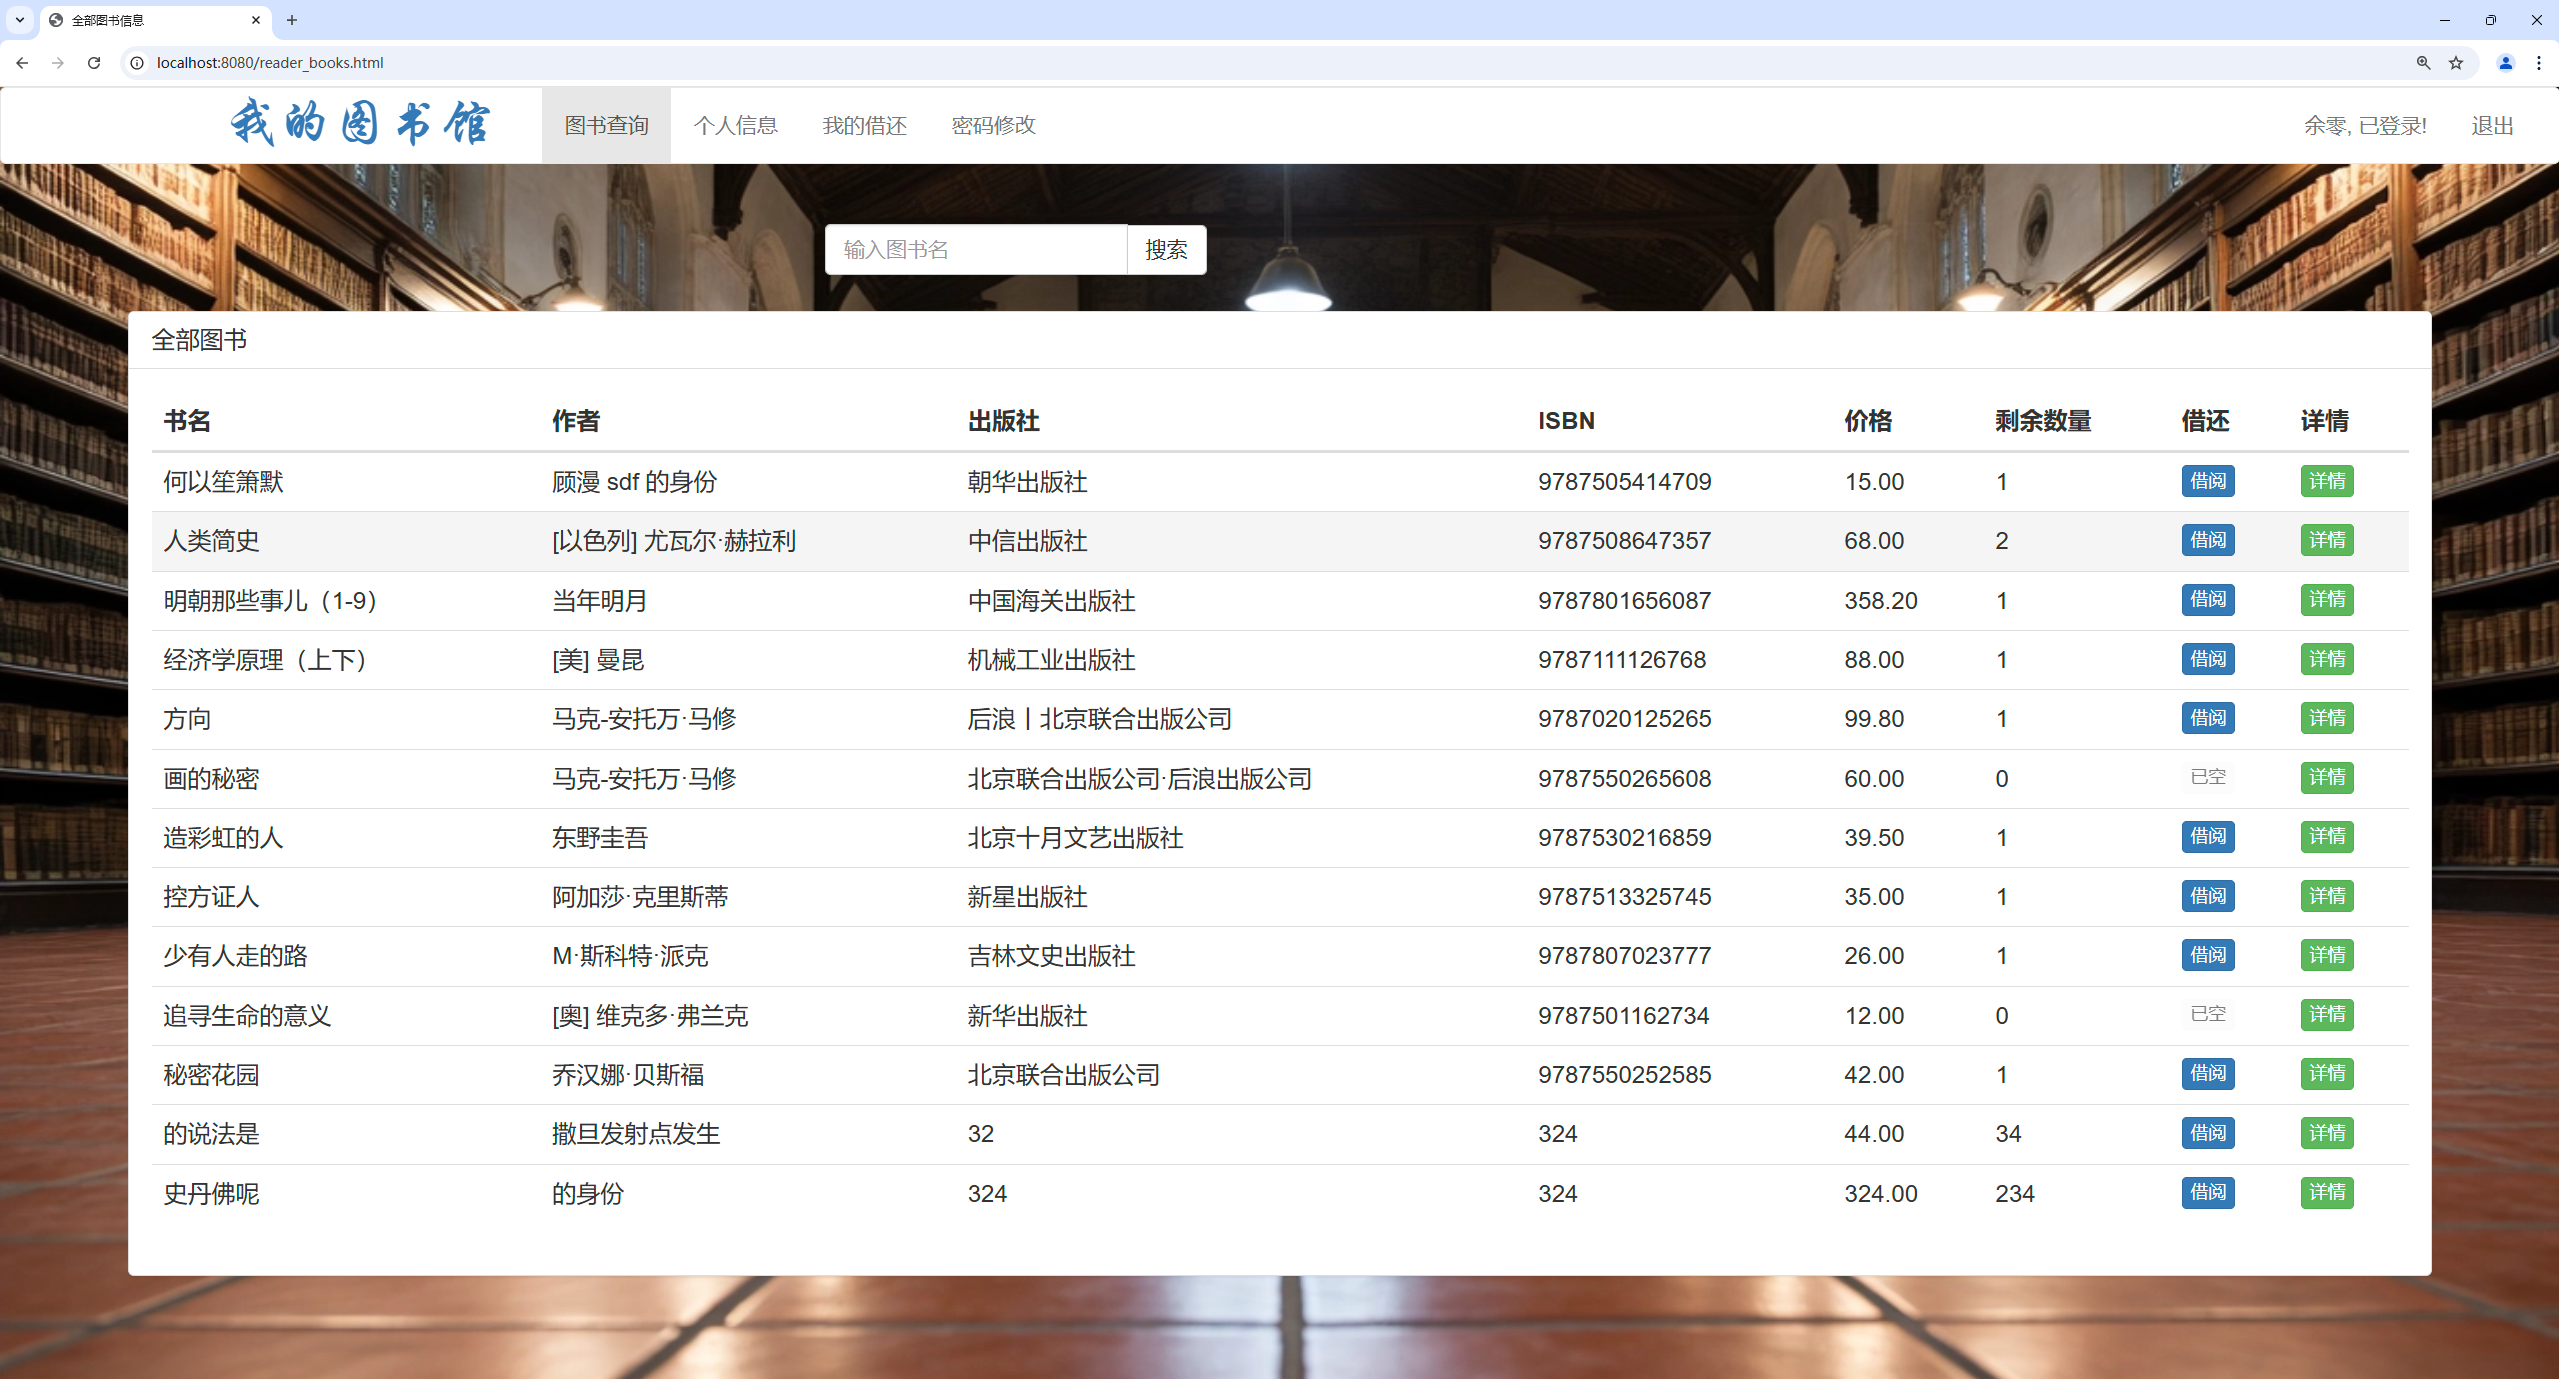 全部图书信息
localhost:8080/reader_books.html
我的图书馆 图书查询 个人信息 我的借还 密码修改 余零, 已登录! 退出
输入图书名 搜索
全部图书
书名 作者 出版社 ISBN 价格 剩余数量 借还 详情
何以笙箫默 顾漫 sdf 的身份 朝华出版社 9787505414709 15.00 1 借阅 详情
人类简史 [以色列] 尤瓦尔·赫拉利 中信出版社 9787508647357 68.00 2 借阅 详情
明朝那些事儿（1-9） 当年明月 中国海关出版社 9787801656087 358.20 1 借阅 详情
经济学原理（上下） [美] 曼昆 机械工业出版社 9787111126768 88.00 1 借阅 详情
方向 马克-安托万·马修 后浪丨北京联合出版公司 9787020125265 99.80 1 借阅 详情
画的秘密 马克-安托万·马修 北京联合出版公司·后浪出版公司 9787550265608 60.00 0 已空 详情
造彩虹的人 东野圭吾 北京十月文艺出版社 9787530216859 39.50 1 借阅 详情
控方证人 阿加莎·克里斯蒂 新星出版社 9787513325745 35.00 1 借阅 详情
少有人走的路 M·斯科特·派克 吉林文史出版社 9787807023777 26.00 1 借阅 详情
追寻生命的意义 [奥] 维克多·弗兰克 新华出版社 9787501162734 12.00 0 已空 详情
秘密花园 乔汉娜·贝斯福 北京联合出版公司 9787550252585 42.00 1 借阅 详情
的说法是 撒旦发射点发生 32 324 44.00 34 借阅 详情
史丹佛呢 的身份 324 324 324.00 234 借阅 详情